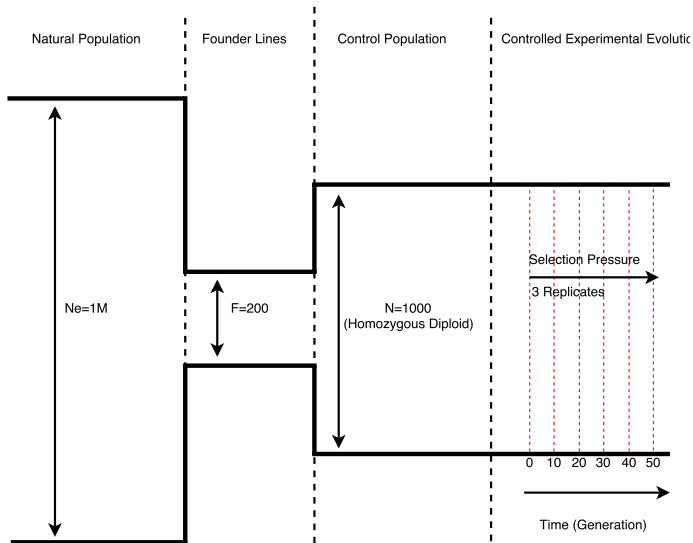 Natural Population
Founder Lines
Control Population
Controlled Experimental Evolutio
Selection Pressure
3 Replicates
Ne=1M
F=200
N=1000
(Homozygous Diploid)
0 10 20 30 40 50
Time (Generation)